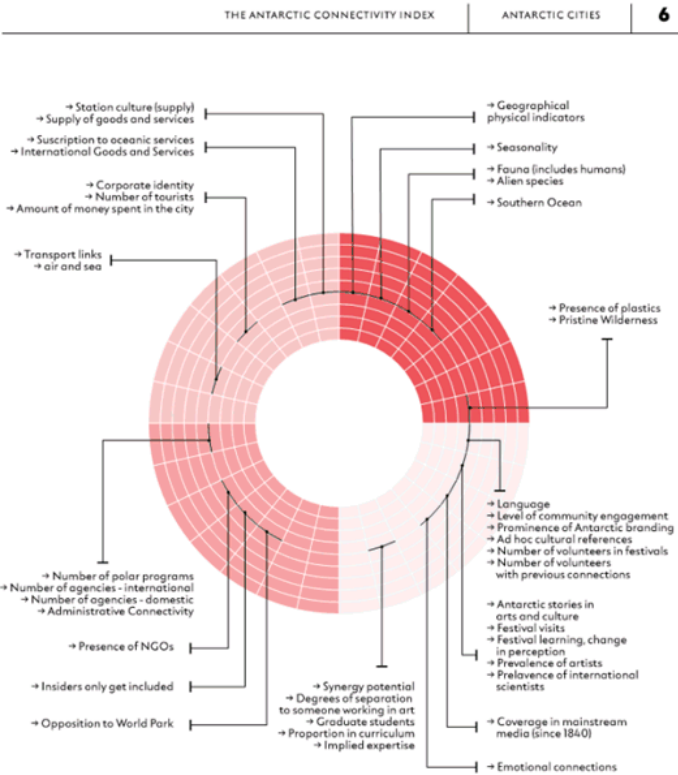 THE ANTARCTIC CONNECTIVITY INDEX
ANTARCTIC CITIES
6
→ Station culture (supply)
→ Supply of goods and services
→ Suscription to oceanic services
→ International Goods and Services
→ Corporate identity
→ Number of tourists
→ Amount of money spent in the city
→ Transport links
→ air and sea
→ Geographical
physical indicators
→ Seasonality
→ Fauna (includes humans)
→ Alien species
→ Southern Ocean
→ Presence of plastics
→ Pristine Wilderness
→ Language
→ Level of community engagement
→ Prominence of Antarctic branding
→ Ad hoc cultural references
→ Number of volunteers in festivals
→ Number of volunteers
with previous connections
→ Antarctic stories in
arts and culture
→ Festival visits
→ Festival learning, change
in perception
→ Prevalence of artists
→ Prelavence of international
scientists
→ Coverage in mainstream
media (since 1840)
→ Emotional connections
→ Number of polar programs
→ Number of agencies - international
→ Number of agencies - domestic
→ Administrative Connectivity
→ Presence of NGOs
→ Insiders only get included
→ Opposition to World Park
→ Synergy potential
→ Degrees of separation
to someone working in art
→ Graduate students
→ Proportion in curriculum
→ Implied expertise